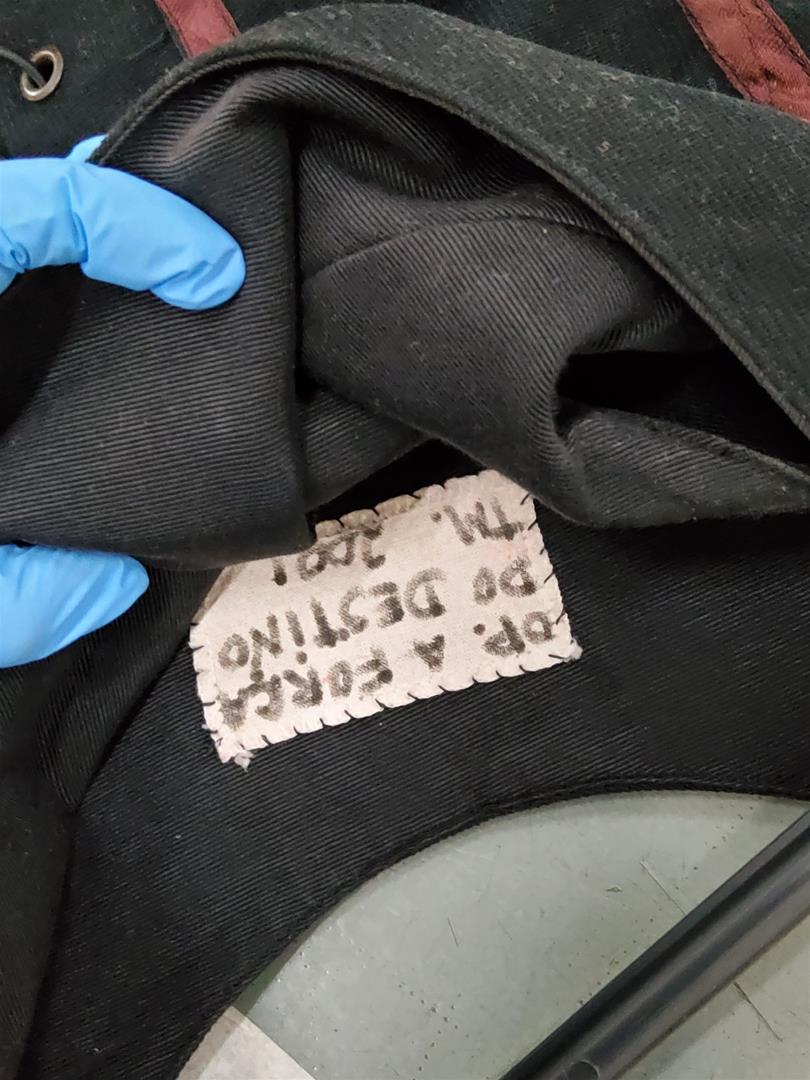 OP. A FORÇA
DO DESTiNO
TM. 2001